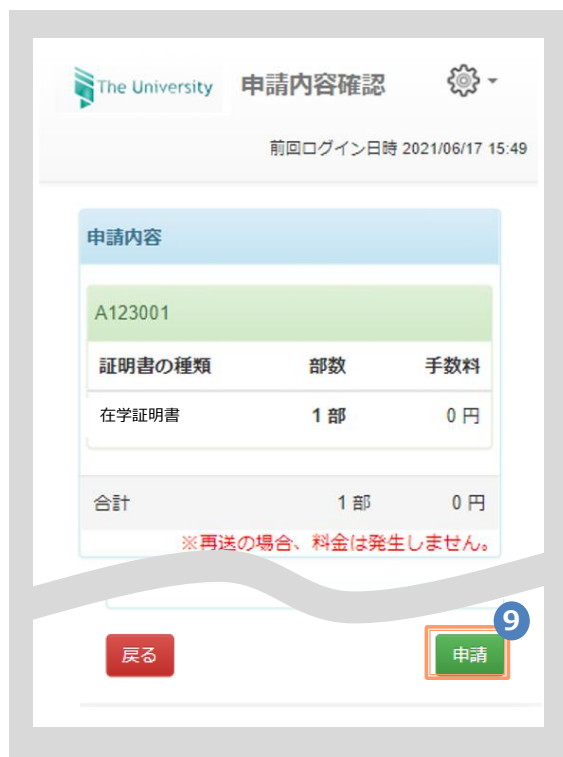 The University 申請内容確認
前回ログイン日時 2021/06/17 15:49
申請内容
A123001
証明書の種類 部数 手数料
在学証明書 1 部 0 円
合計 1 部 0 円
※再送の場合、料金は発生しません。
9
戻る 申請